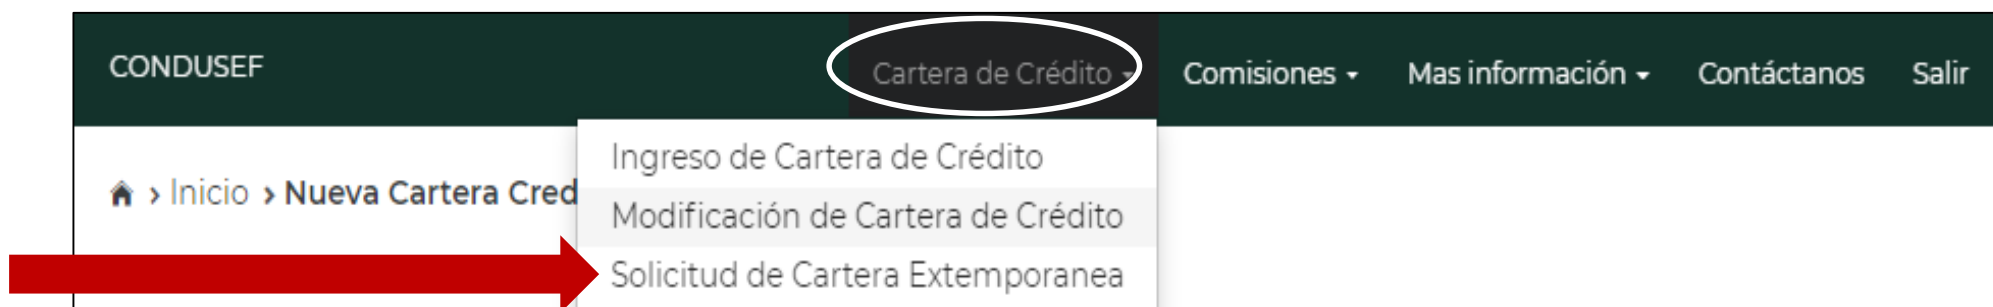 CONDUSEF
Cartera de Crédito
Comisiones
Mas información
Contáctanos
Salir
Inicio > Nueva Cartera Cred
Ingreso de Cartera de Crédito
Modificación de Cartera de Crédito
Solicitud de Cartera Extemporanea